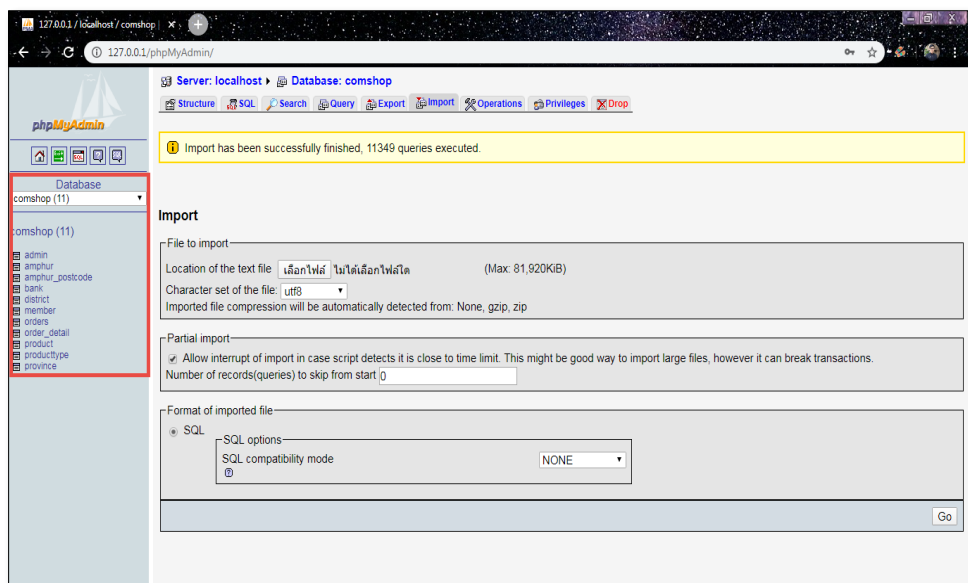 127.0.0.1 / localhost / comshop |
127.0.0.1/phpMyAdmin/
phpMyAdmin
Database
comshop (11)
comshop (11)
admin
amphur
amphur_postcode
bank
district
member
orders
order_detail
product
producttype
province
Server: localhost Database: comshop
Structure SQL Search Query Export Import Operations Privileges Drop
Import has been successfully finished, 11349 queries executed.
Import
File to import
Location of the text file เลือกไฟล์ ไม่ได้เลือกไฟล์ใด (Max: 81,920KiB)
Character set of the file: utf8
Imported file compression will be automatically detected from: None, gzip, zip
Partial import
Allow interrupt of import in case script detects it is close to time limit. This might be good way to import large files, however it can break transactions.
Number of records(queries) to skip from start 0
Format of imported file
SQL
SQL options
SQL compatibility mode NONE
Go